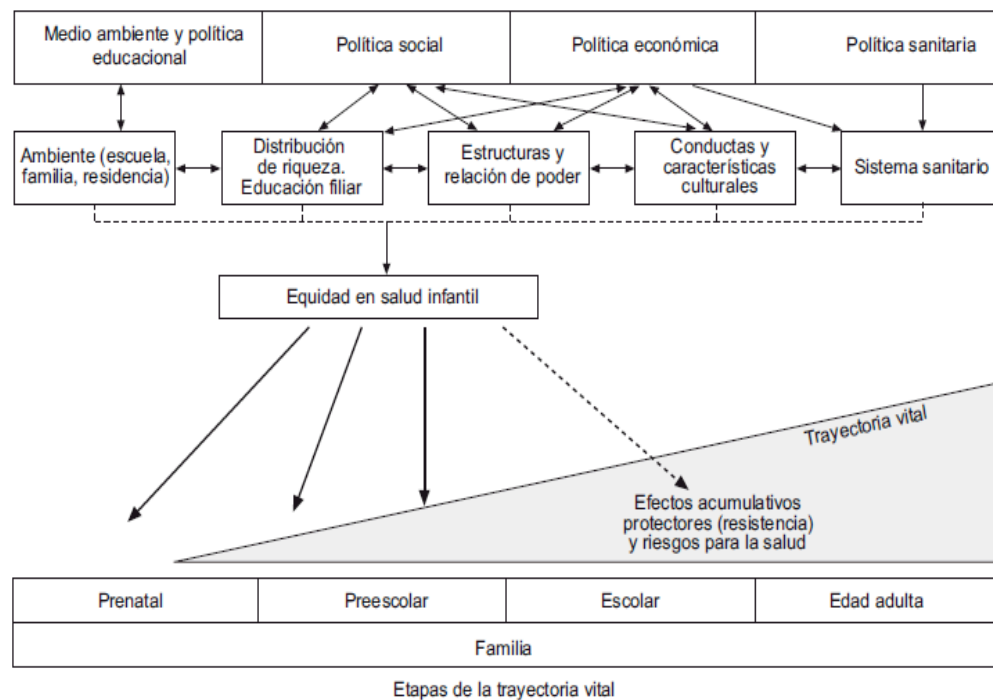 Medio ambiente y política
educacional
Política social
Política económica
Política sanitaria
Ambiente (escuela,
familia, residencia)
Distribución
de riqueza.
Educación filiar
Estructuras y
relación de poder
Conductas y
características
culturales
Sistema sanitario
Equidad en salud infantil
Trayectoria vital
Efectos acumulativos
protectores (resistencia)
y riesgos para la salud
Prenatal
Preescolar
Escolar
Edad adulta
Familia
Etapas de la trayectoria vital